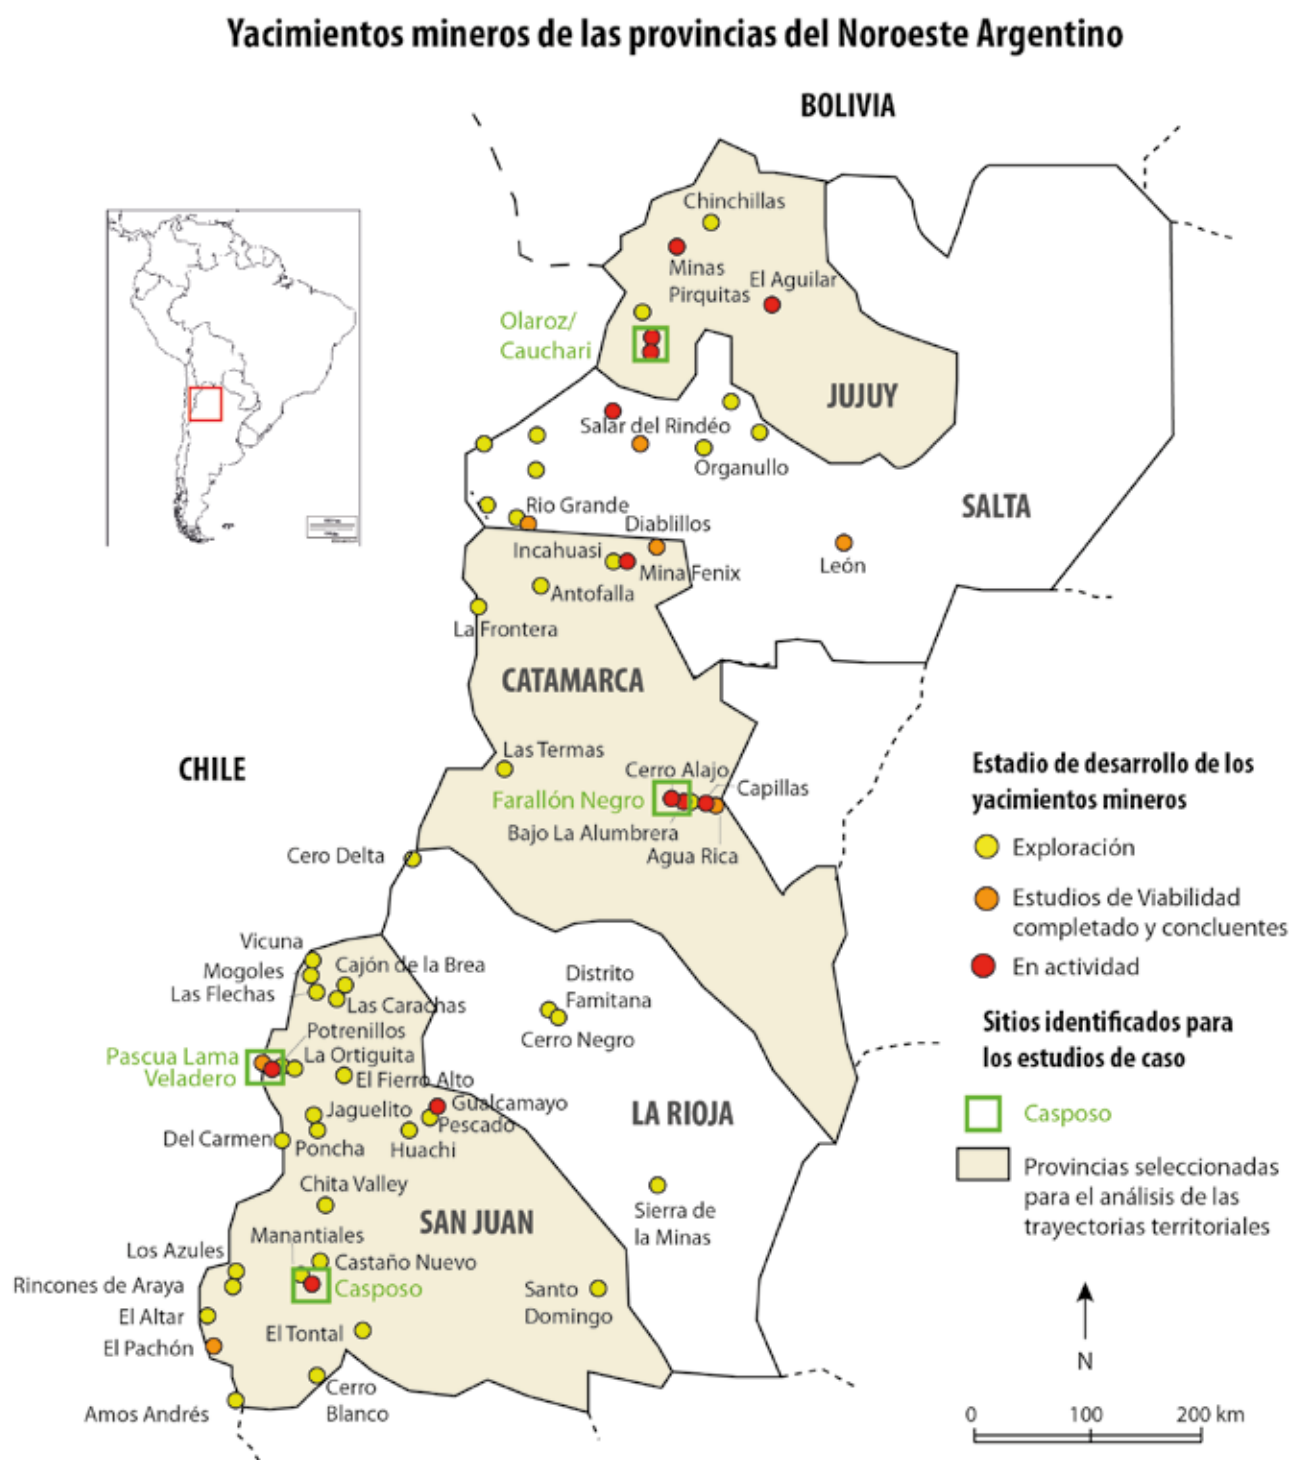 Yacimientos mineros de las provincias del Noroeste Argentino
BOLIVIA
Chinchillas
Minas
Pirquitas
El Aguilar
Olaroz/
Cauchari
JUJUY
Salar del Rindéo
Organullo
Rio Grande
SALTA
Diablillos
Incahuasi
Mina Fenix
León
Antofalla
La Frontera
CATAMARCA
CHILE
Las Termas
Cerro Alajo
Capillas
Farallón Negro
Bajo La Alumbrera
Agua Rica
Cero Delta
Vicuna
Mogoles
Cajón de la Brea
Las Flechas
Las Carachas
Distrito
Famitana
Cerro Negro
Potrenillos
Pascua Lama
Veladero
La Ortiguita
El Fierro Alto
Jaguelito
Gualcamayo
Pescado
Del Carmen
Poncha
Huachi
LA RIOJA
Chita Valley
SAN JUAN
Sierra de
la Minas
Manantiales
Los Azules
Castaño Nuevo
Rincones de Araya
Casposo
Santo
Domingo
El Altar
El Tontal
El Pachón
Cerro
Blanco
Amos Andrés
Estadio de desarrollo de los
yacimientos mineros
Exploración
Estudios de Viabilidad
completado y concluentes
En actividad
Sitios identificados para
los estudios de caso
Casposo
Provincias seleccionadas
para el análisis de las
trayectorias territoriales
N
0 100 200 km